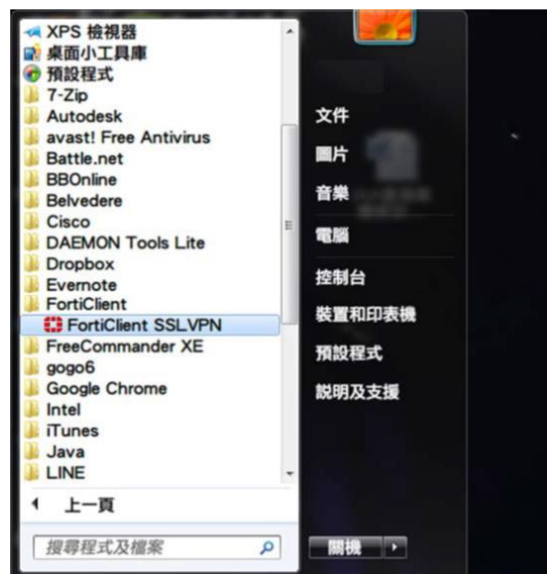 XPS 檢視器
桌面小工具庫
預設程式
7-Zip
Autodesk
avast! Free Antivirus
Battle.net
BBOnline
Belvedere
Cisco
DAEMON Tools Lite
Dropbox
Evernote
FortiClient
FortiClient SSLVPN
FreeCommander XE
gogo6
Google Chrome
Intel
iTunes
Java
LINE
上一頁
搜尋程式及檔案
文件
圖片
音樂
電腦
控制台
裝置和印表機
預設程式
說明及支援
關機